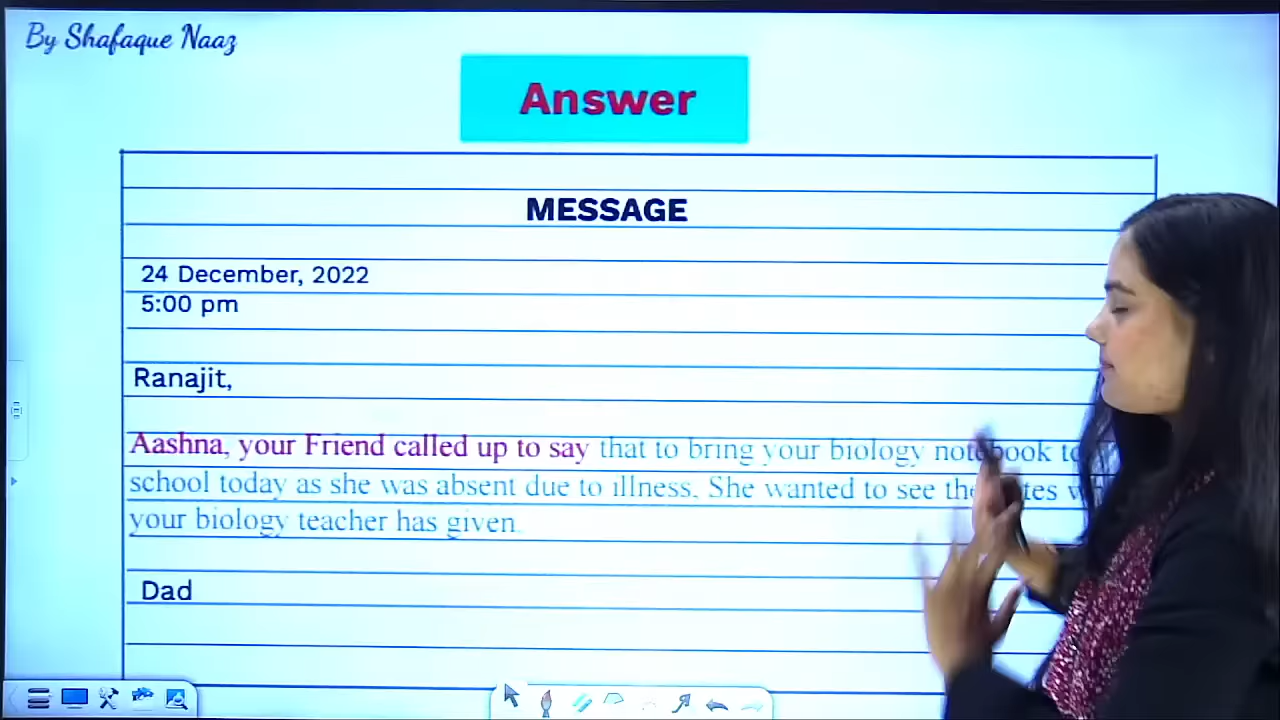 By Shafaque Naaz
Answer
MESSAGE
24 December, 2022
5:00 pm
Ranajit,
Aashna, your Friend called up to say that to bring your biology notebook to
school today as she was absent due to illness. She wanted to see the
your biology teacher has given
Dad